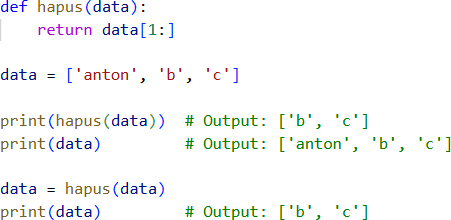 def hapus(data):
    return data[1:]

data = ['anton', 'b', 'c']

print(hapus(data))  # Output: ['b', 'c']
print(data)         # Output: ['anton', 'b', 'c']

data = hapus(data)
print(data)         # Output: ['b', 'c']